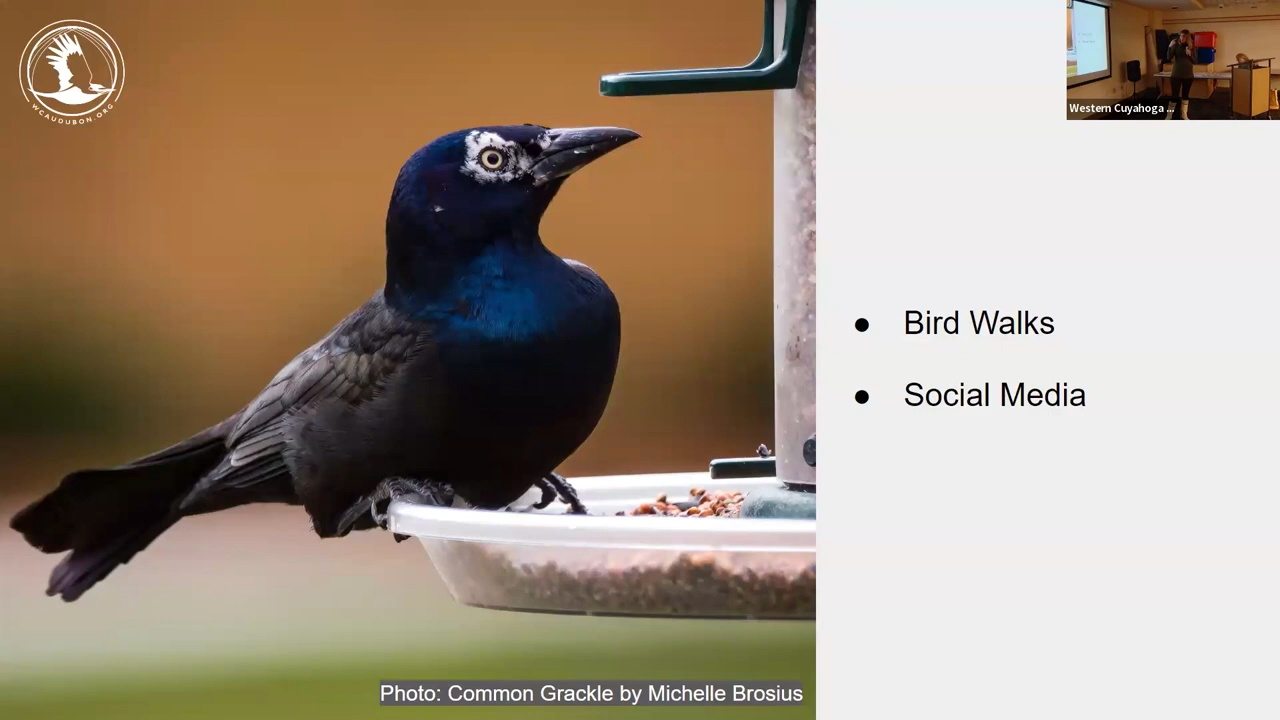 WCAUDUBON.ORG
Western Cuyahoga ...
Bird Walks
Social Media
Photo: Common Grackle by Michelle Brosius